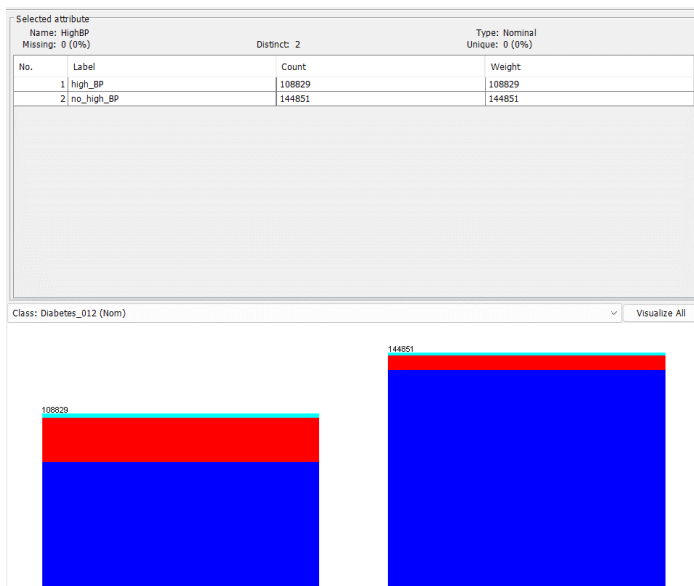 Selected attribute
Name: HighBP Type: Nominal
Missing: 0 (0%) Distinct: 2 Unique: 0 (0%)
No. Label Count Weight
1 high_BP 108829 108829
2 no_high_BP 144851 144851
Class: Diabetes_012 (Nom) Visualize All
144851
108829